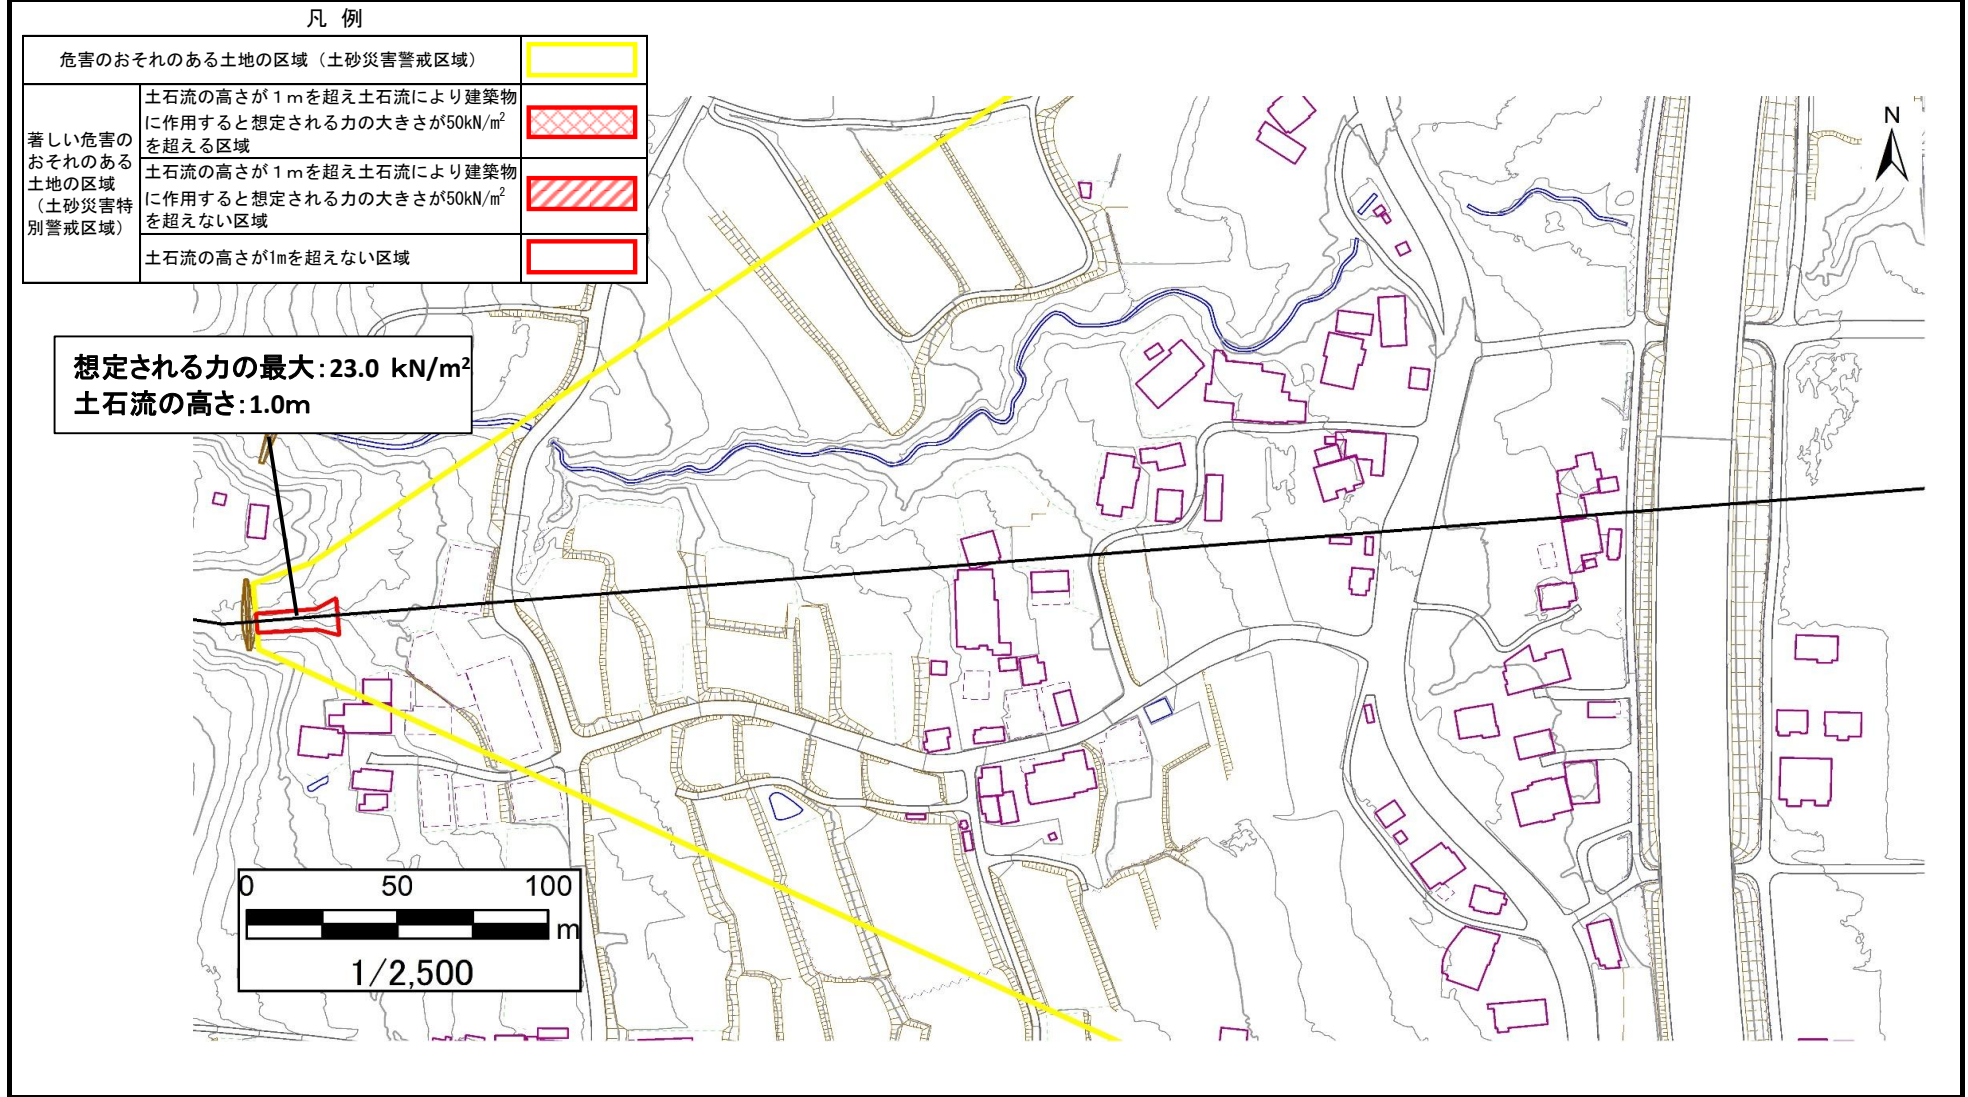 凡 例
危害のおそれのある土地の区域（土砂災害警戒区域）
著しい危害の
おそれのある
土地の区域
（土砂災害特
別警戒区域）
土石流の高さが１ｍを超え土石流により建築物
に作用すると想定される力の大きさが50kN/m²
を超える区域
土石流の高さが１ｍを超え土石流により建築物
に作用すると想定される力の大きさが50kN/m²
を超えない区域
土石流の高さが1mを超えない区域
N
想定される力の最大:23.0 kN/m²
土石流の高さ:1.0m
0 50 100
m
1/2,500